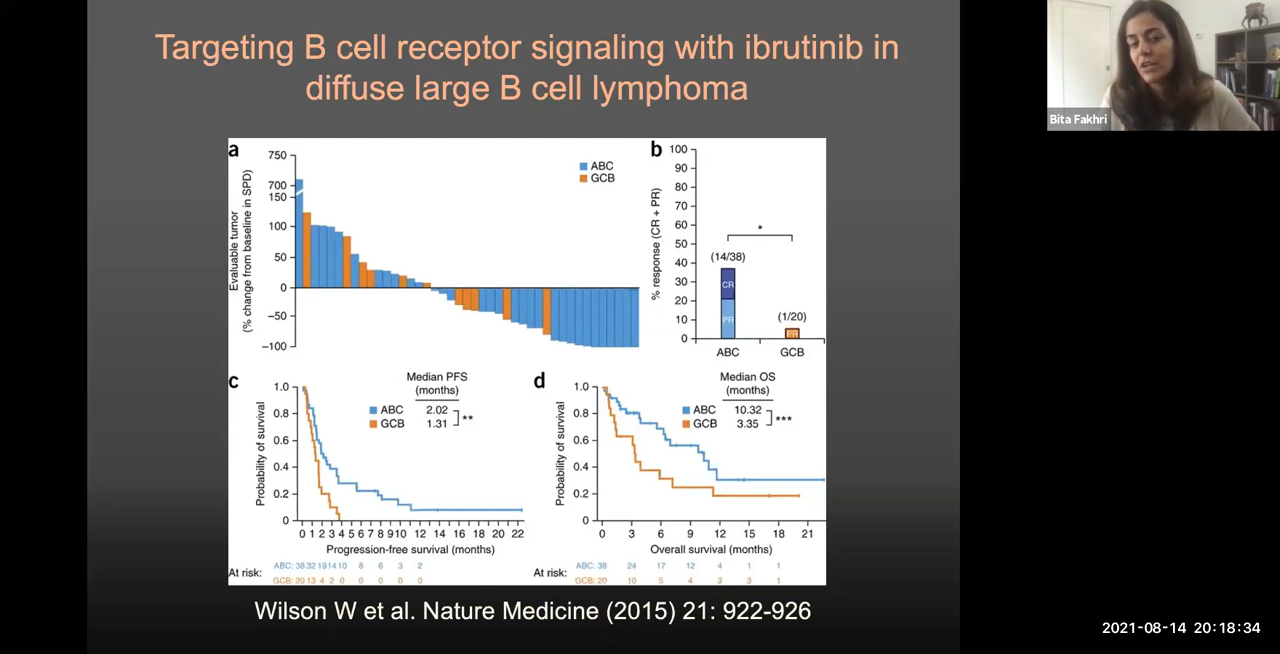 Targeting B cell receptor signaling with ibrutinib in
diffuse large B cell lymphoma
Bita Fakhri
a
Evaluable tumor
(% change from baseline in SPD)
750
700
150
100
50
0
−50
−100
ABC
GCB
b
% response (CR + PR)
100
90
80
70
60
50
40
30
20
10
0
*
(14/38)
CR
PR
(1/20)
PR
ABC
GCB
c
Probability of survival
1.0
0.8
0.6
0.4
0.2
0
Median PFS
(months)
ABC 2.02
GCB 1.31
**
0 1 2 3 4 5 6 7 8 9 10 12 14 16 18 20 22
Progression-free survival (months)
At risk:
ABC: 38 32 19 14 10 8 6 3 2
GCB: 20 13 4 2 0 0 0 0 0
d
Probability of survival
1.0
0.8
0.6
0.4
0.2
0
Median OS
(months)
ABC 10.32
GCB 3.35
***
0 3 6 9 12 15 18 21
Overall survival (months)
At risk:
ABC: 38 24 17 12 4 1 1
GCB: 20 10 5 4 3 3 1
Wilson W et al. Nature Medicine (2015) 21: 922-926
2021-08-14 20:18:34